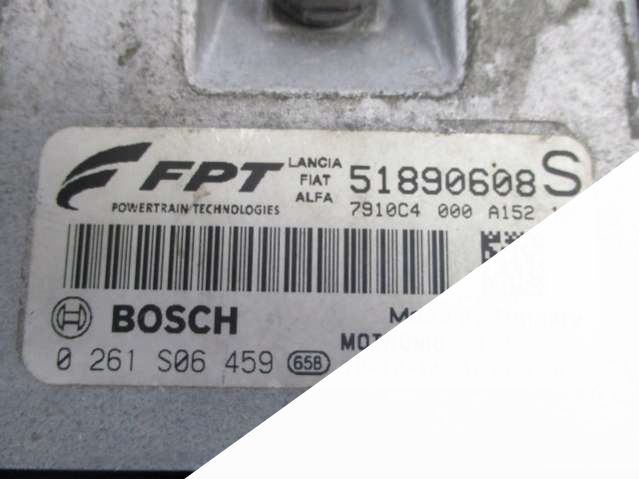 FPT
POWERTRAIN TECHNOLOGIES
LANCIA
FIAT
ALFA
51890608 S
7910C4 000 A152
BOSCH
0 261 S06 459 658